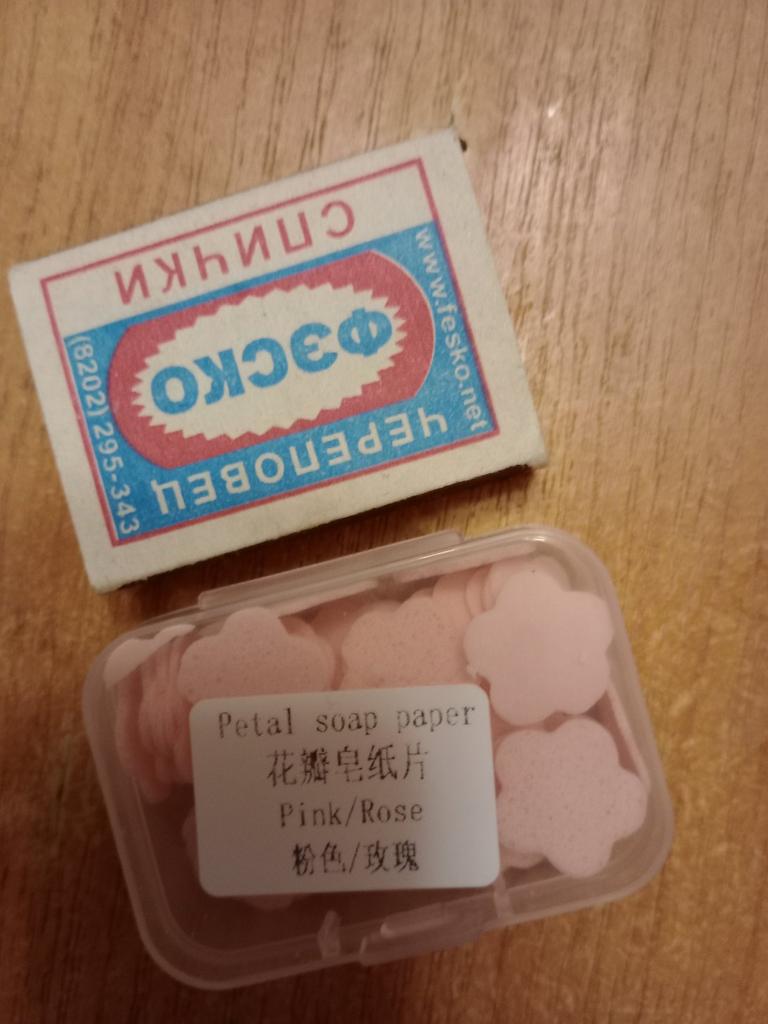 СПИЧКИ
ФЭСКО
ЧЕРЕПОВЕЦ
www.fesko.net
(8202) 295-343
Petal soap paper
花瓣皂纸片
Pink/Rose
粉色/玫瑰